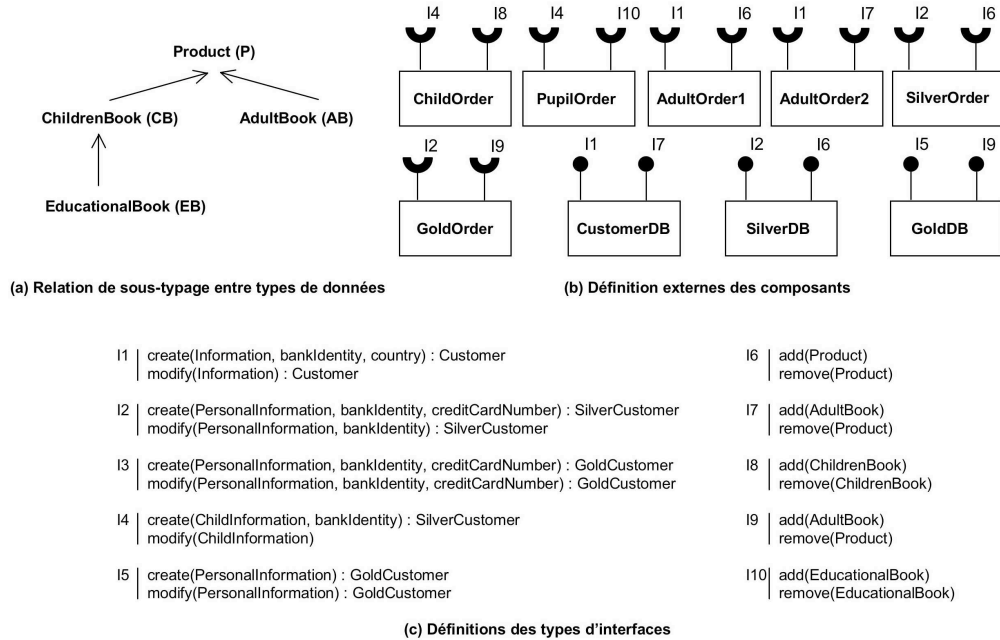 Product (P)
ChildrenBook (CB)
AdultBook (AB)
EducationalBook (EB)
(a) Relation de sous-typage entre types de données
I4 I8 I4 I10 I1 I6 I1 I7 I2 I6
ChildOrder PupilOrder AdultOrder1 AdultOrder2 SilverOrder
I2 I9 I1 I7 I2 I6 I5 I9
GoldOrder CustomerDB SilverDB GoldDB
(b) Définition externes des composants
I1 create(Information, bankIdentity, country) : Customer
modify(Information) : Customer
I2 create(PersonalInformation, bankIdentity, creditCardNumber) : SilverCustomer
modify(PersonalInformation, bankIdentity) : SilverCustomer
I3 create(PersonalInformation, bankIdentity, creditCardNumber) : GoldCustomer
modify(PersonalInformation, bankIdentity, creditCardNumber) : GoldCustomer
I4 create(ChildInformation, bankIdentity) : SilverCustomer
modify(ChildInformation)
I5 create(PersonalInformation) : GoldCustomer
modify(PersonalInformation) : GoldCustomer
I6 add(Product)
remove(Product)
I7 add(AdultBook)
remove(Product)
I8 add(ChildrenBook)
remove(ChildrenBook)
I9 add(AdultBook)
remove(Product)
I10 add(EducationalBook)
remove(EducationalBook)
(c) Définitions des types d'interfaces